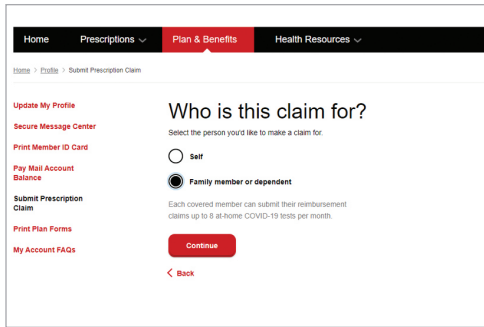 Home Prescriptions Plan & Benefits Health Resources
Home > Profile > Submit Prescription Claim
Update My Profile
Secure Message Center
Print Member ID Card
Pay Mail Account
Balance
Submit Prescription
Claim
Print Plan Forms
My Account FAQs
Who is this claim for?
Select the person you'd like to make a claim for.
Self
Family member or dependent
Each covered member can submit their reimbursement
claims up to 8 at-home COVID-19 tests per month.
Continue
< Back